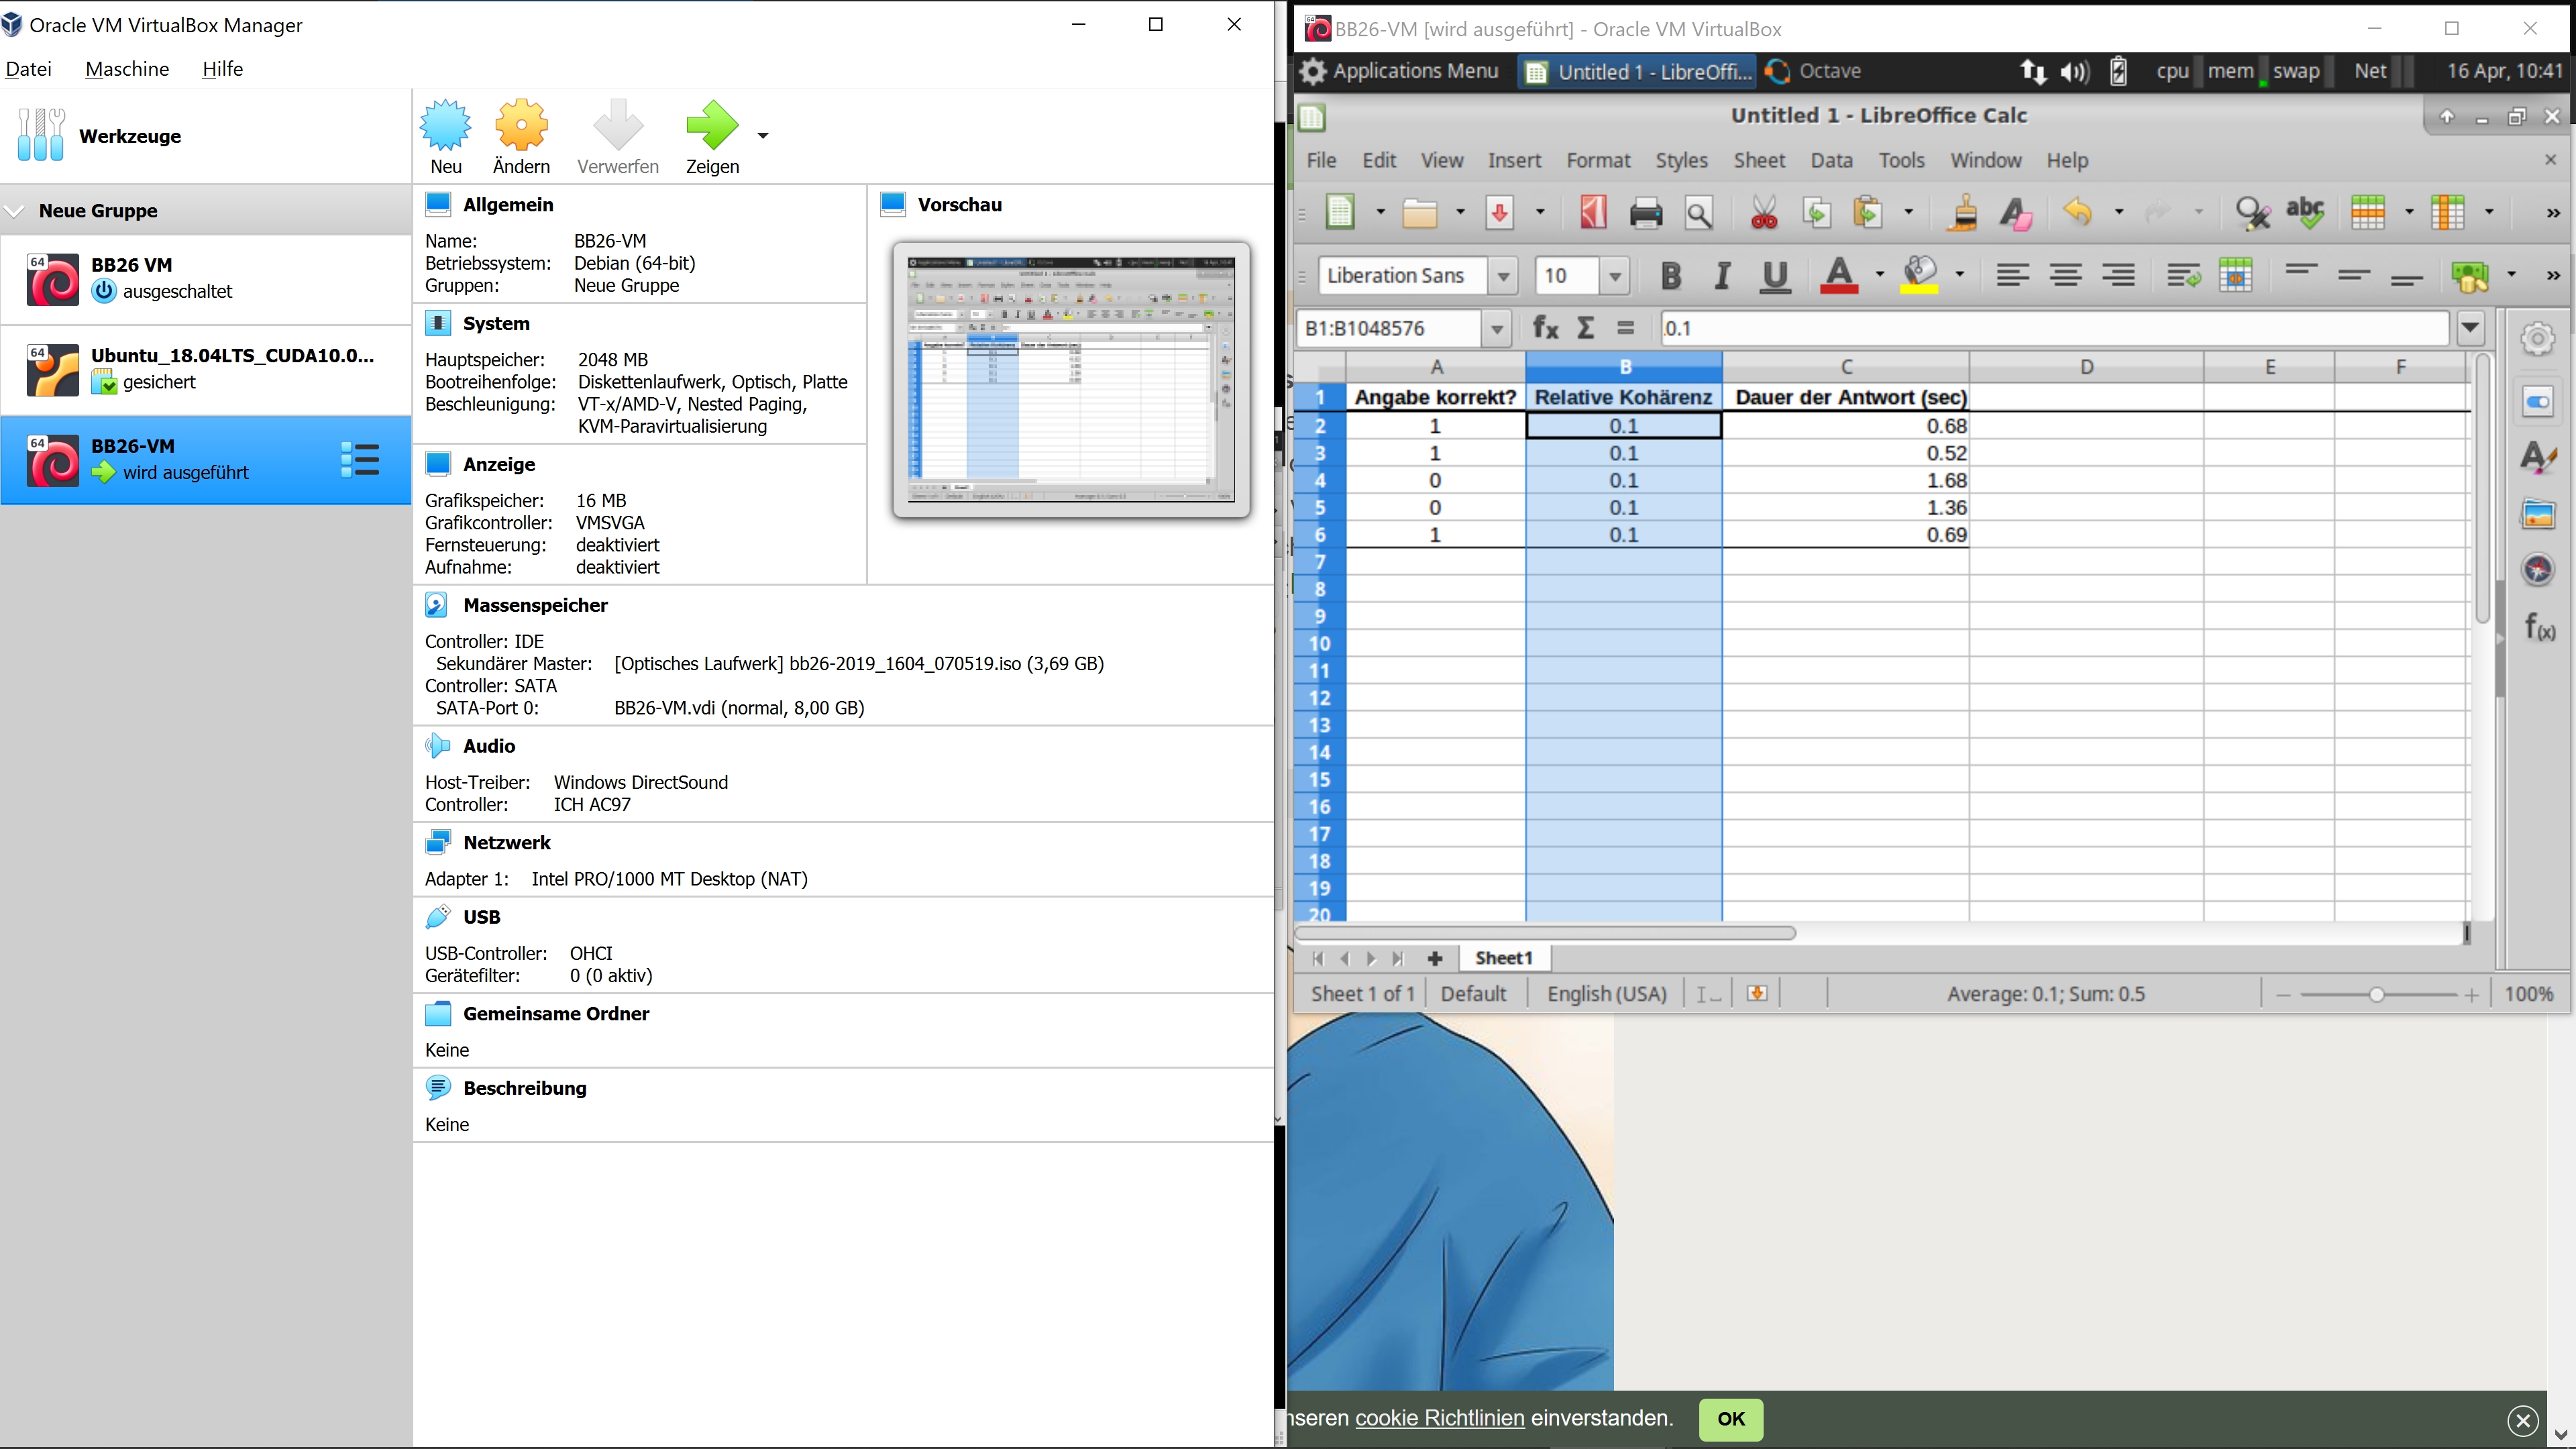 Oracle VM VirtualBox Manager
Datei Maschine Hilfe
Werkzeuge
Neu Ändern Verwerfen Zeigen
Neue Gruppe
64 BB26 VM
ausgeschaltet
64 Ubuntu_18.04LTS_CUDA10.0...
gesichert
64 BB26-VM
wird ausgeführt
Allgemein
Name: BB26-VM
Betriebssystem: Debian (64-bit)
Gruppen: Neue Gruppe
System
Hauptspeicher: 2048 MB
Bootreihenfolge: Diskettenlaufwerk, Optisch, Platte
Beschleunigung: VT-x/AMD-V, Nested Paging,
KVM-Paravirtualisierung
Anzeige
Grafikspeicher: 16 MB
Grafikcontroller: VMSVGA
Fernsteuerung: deaktiviert
Aufnahme: deaktiviert
Vorschau
Massenspeicher
Controller: IDE
Sekundärer Master: [Optisches Laufwerk] bb26-2019_1604_070519.iso (3,69 GB)
Controller: SATA
SATA-Port 0: BB26-VM.vdi (normal, 8,00 GB)
Audio
Host-Treiber: Windows DirectSound
Controller: ICH AC97
Netzwerk
Adapter 1: Intel PRO/1000 MT Desktop (NAT)
USB
USB-Controller: OHCI
Gerätefilter: 0 (0 aktiv)
Gemeinsame Ordner
Keine
Beschreibung
Keine
BB26-VM [wird ausgeführt] - Oracle VM VirtualBox
Applications Menu Untitled 1 - LibreOffi... Octave cpu mem swap Net 16 Apr, 10:41
Untitled 1 - LibreOffice Calc
File Edit View Insert Format Styles Sheet Data Tools Window Help
abc
Liberation Sans 10 B I U A
B1:B1048576 fx Σ = 0.1
A B C D E F
1 Angabe korrekt? Relative Kohärenz Dauer der Antwort (sec)
2 1 0.1 0.68
3 1 0.1 0.52
4 0 0.1 1.68
5 0 0.1 1.36
6 1 0.1 0.69
7
8
9
10
11
12
13
14
15
16
17
18
19
20
Sheet1
Sheet 1 of 1 Default English (USA) Average: 0.1; Sum: 0.5 100%
nseren cookie Richtlinien einverstanden. OK